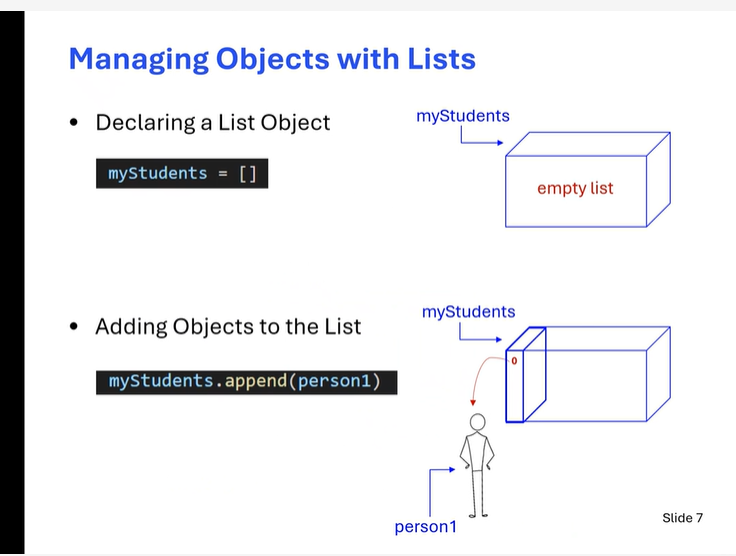 Managing Objects with Lists
• Declaring a List Object
myStudents = []
myStudents
empty list
• Adding Objects to the List
myStudents.append(person1)
myStudents
0
person1
Slide 7